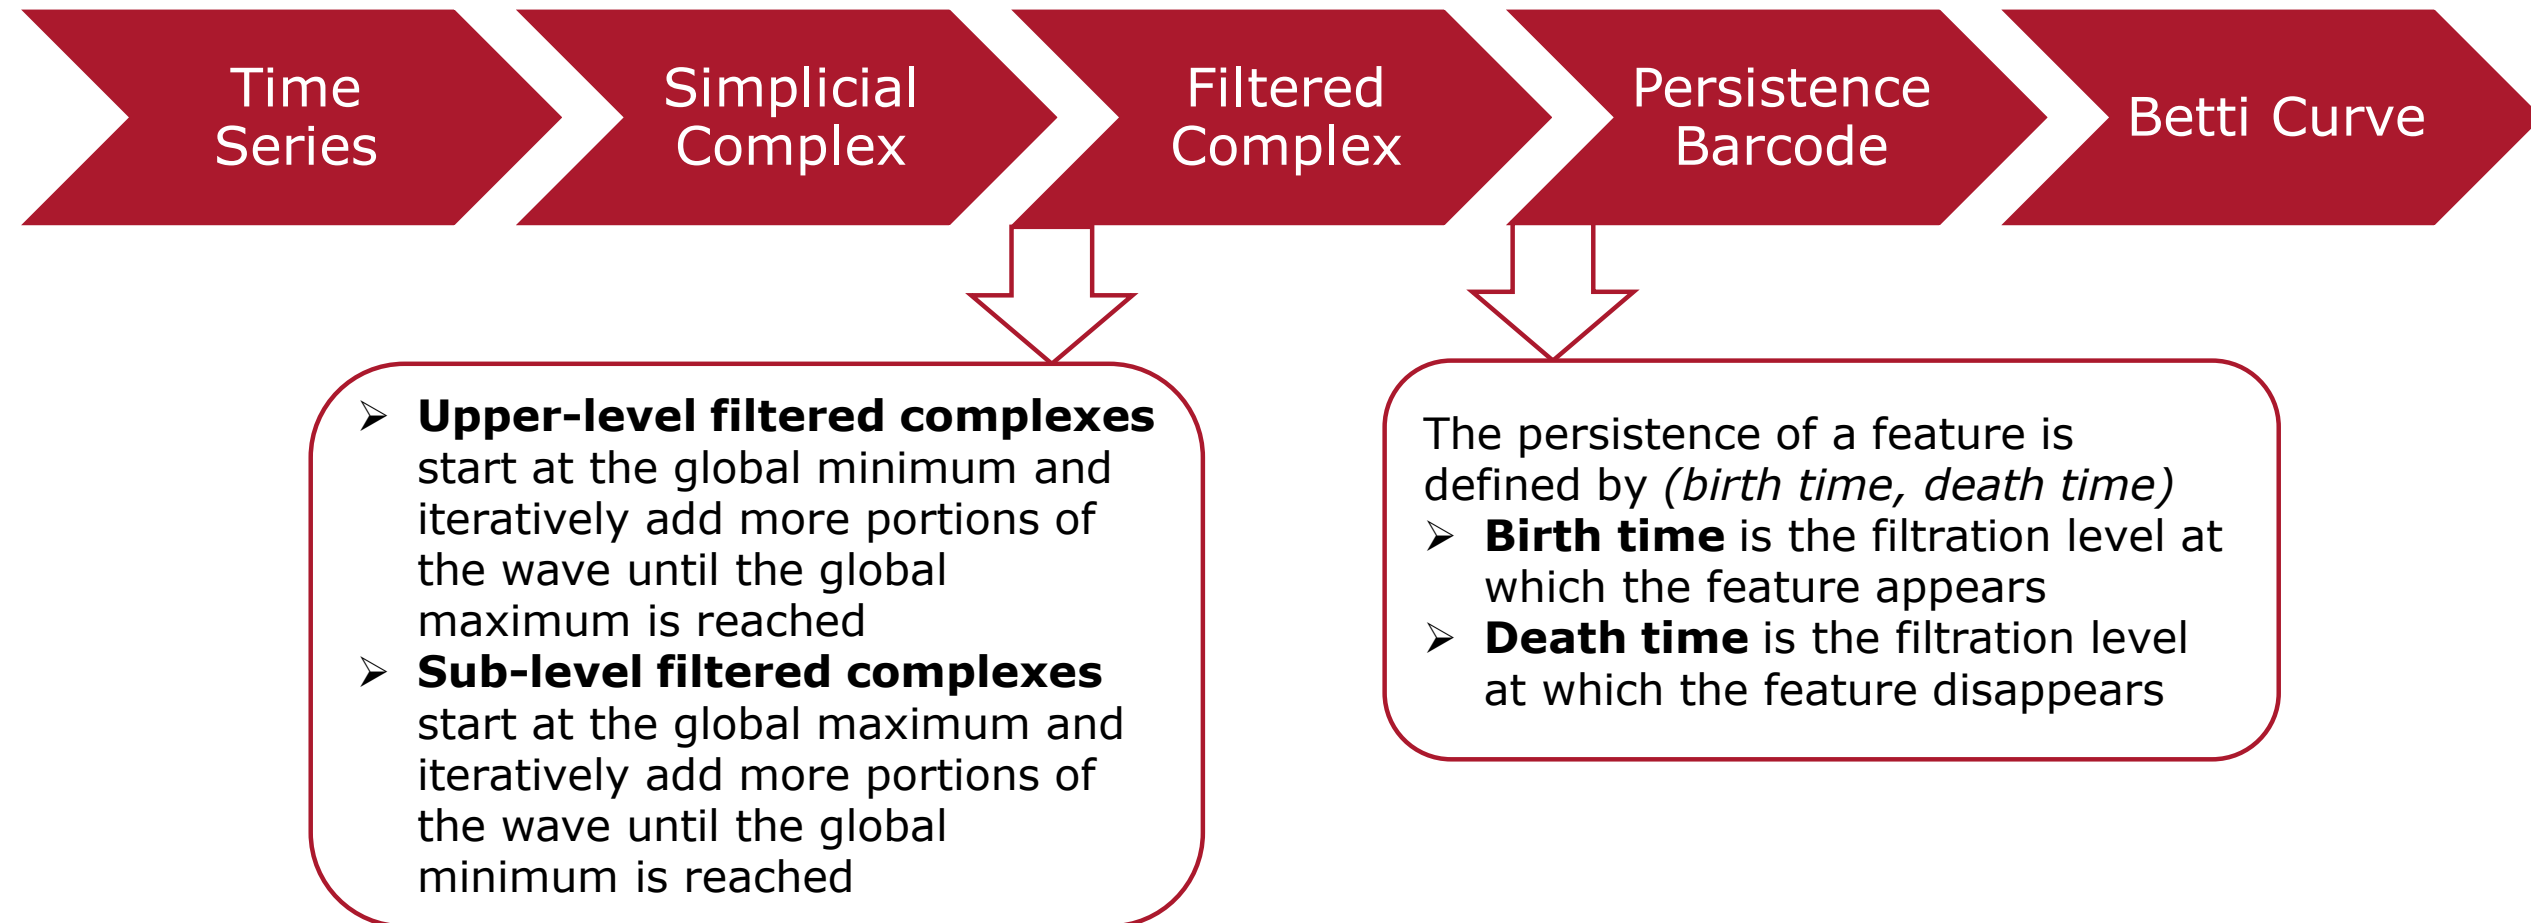 Time
Series
Simplicial
Complex
Filtered
Complex
Persistence
Barcode
Betti Curve
➢ Upper-level filtered complexes
start at the global minimum and
iteratively add more portions of
the wave until the global
maximum is reached
➢ Sub-level filtered complexes
start at the global maximum and
iteratively add more portions of
the wave until the global
minimum is reached
The persistence of a feature is
defined by (birth time, death time)
➢ Birth time is the filtration level at
which the feature appears
➢ Death time is the filtration level
at which the feature disappears